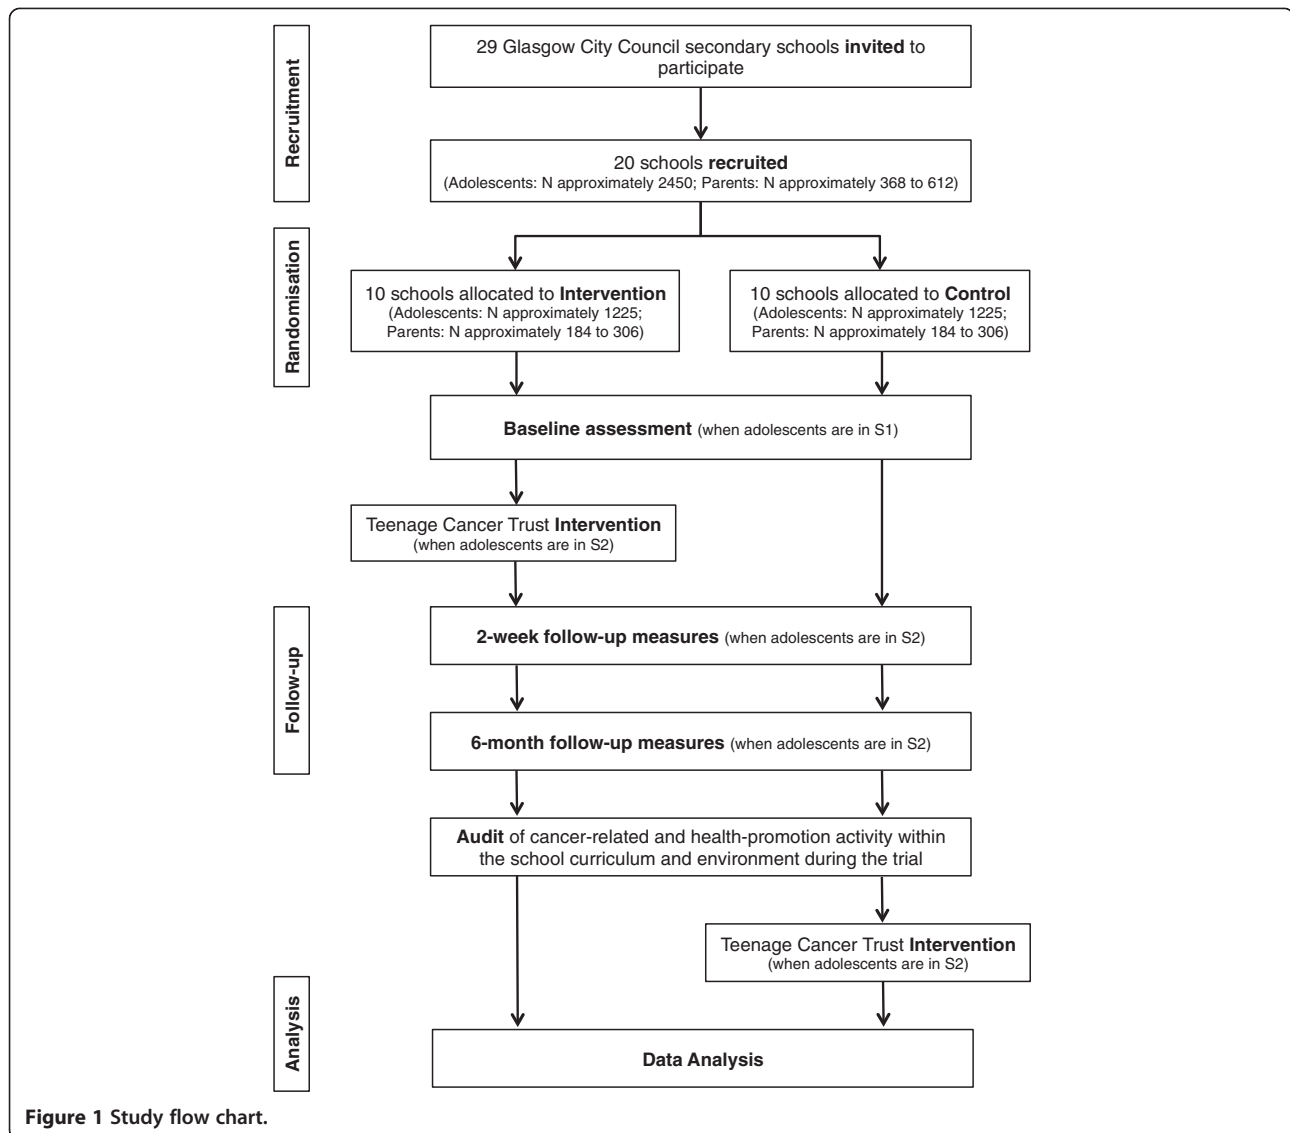 Recruitment
29 Glasgow City Council secondary schools invited to
participate
20 schools recruited
(Adolescents: N approximately 2450; Parents: N approximately 368 to 612)
Randomisation
10 schools allocated to Intervention
(Adolescents: N approximately 1225;
Parents: N approximately 184 to 306)
10 schools allocated to Control
(Adolescents: N approximately 1225;
Parents: N approximately 184 to 306)
Baseline assessment (when adolescents are in S1)
Teenage Cancer Trust Intervention
(when adolescents are in S2)
Follow-up
2-week follow-up measures (when adolescents are in S2)
6-month follow-up measures (when adolescents are in S2)
Audit of cancer-related and health-promotion activity within
the school curriculum and environment during the trial
Teenage Cancer Trust Intervention
(when adolescents are in S2)
Analysis
Data Analysis
Figure 1 Study flow chart.